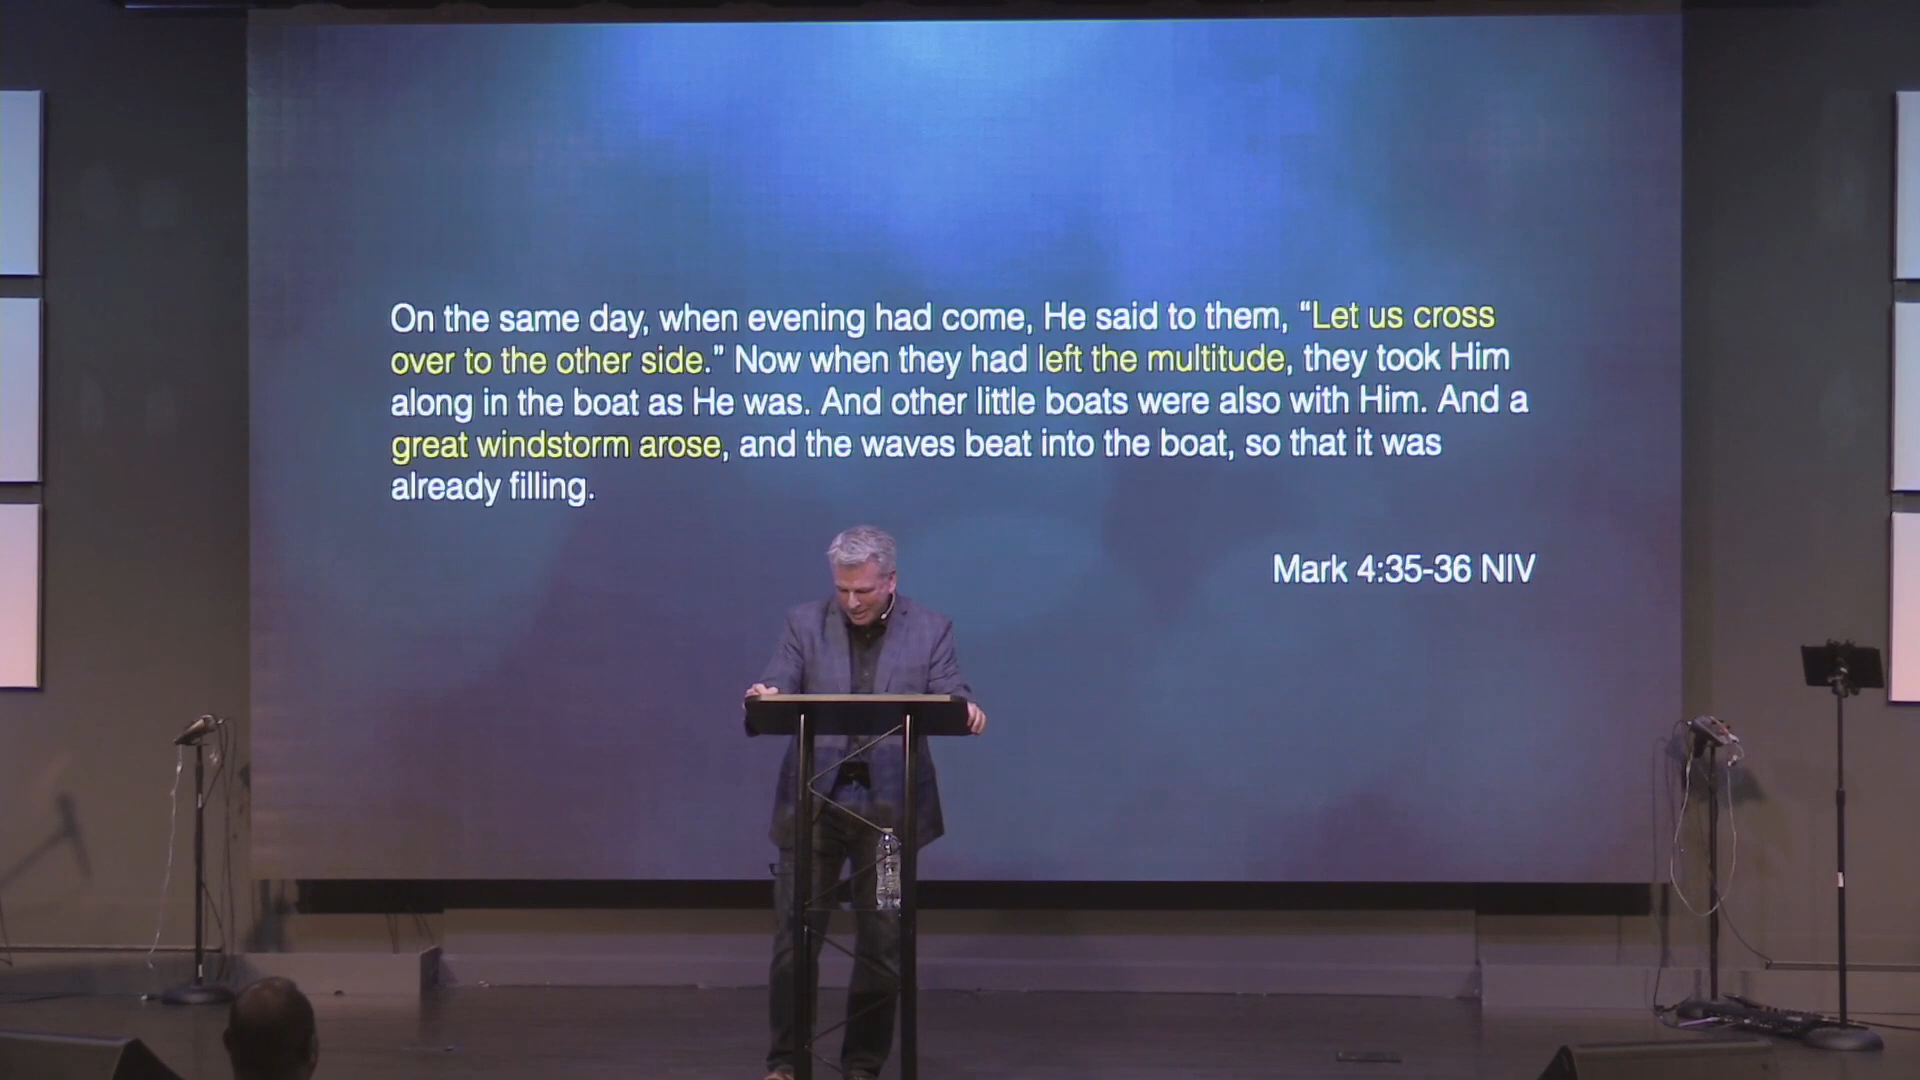 On the same day, when evening had come, He said to them, “Let us cross
over to the other side.” Now when they had left the multitude, they took Him
along in the boat as He was. And other little boats were also with Him. And a
great windstorm arose, and the waves beat into the boat, so that it was
already filling.
Mark 4:35-36 NIV